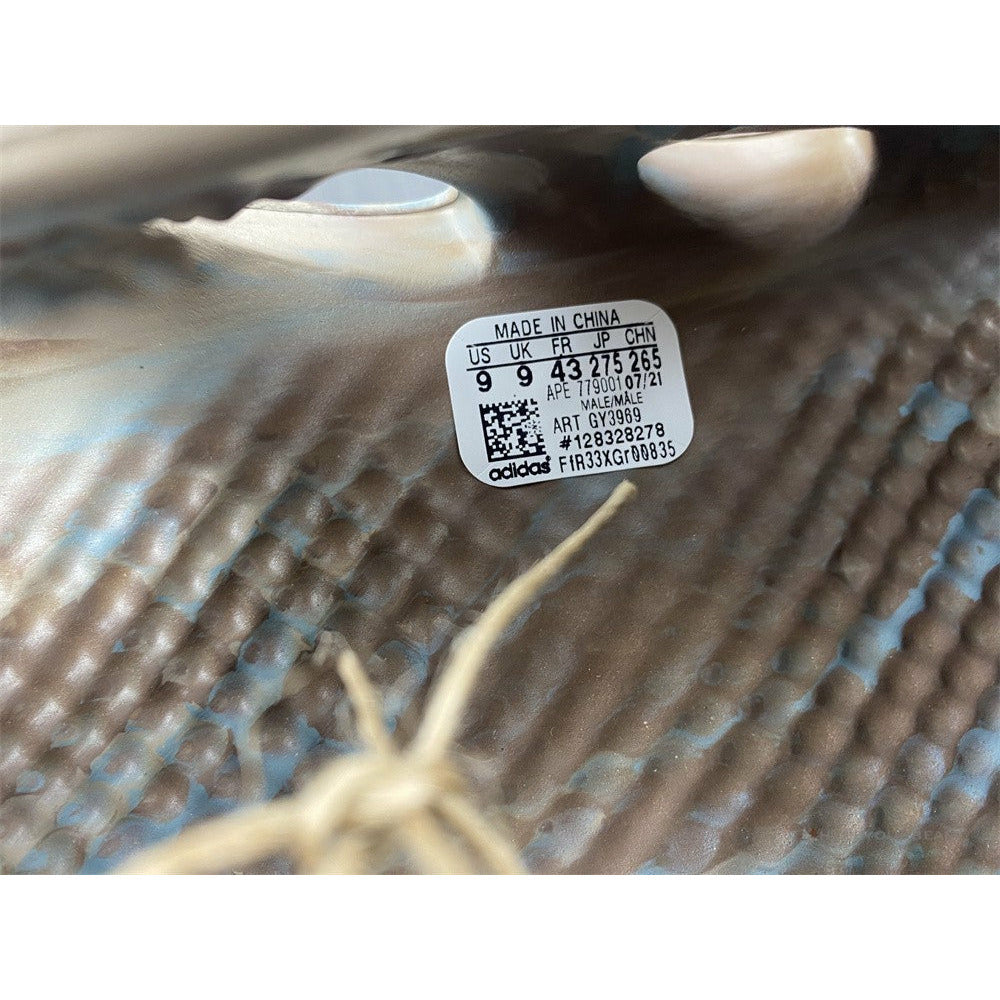 MADE IN CHINA
US UK FR JP CHN
9 9 43 275 265
APE 779001 07/21
MALE/MÂLE
ART GY3969
#128328278
adidas FfR33XGr00835